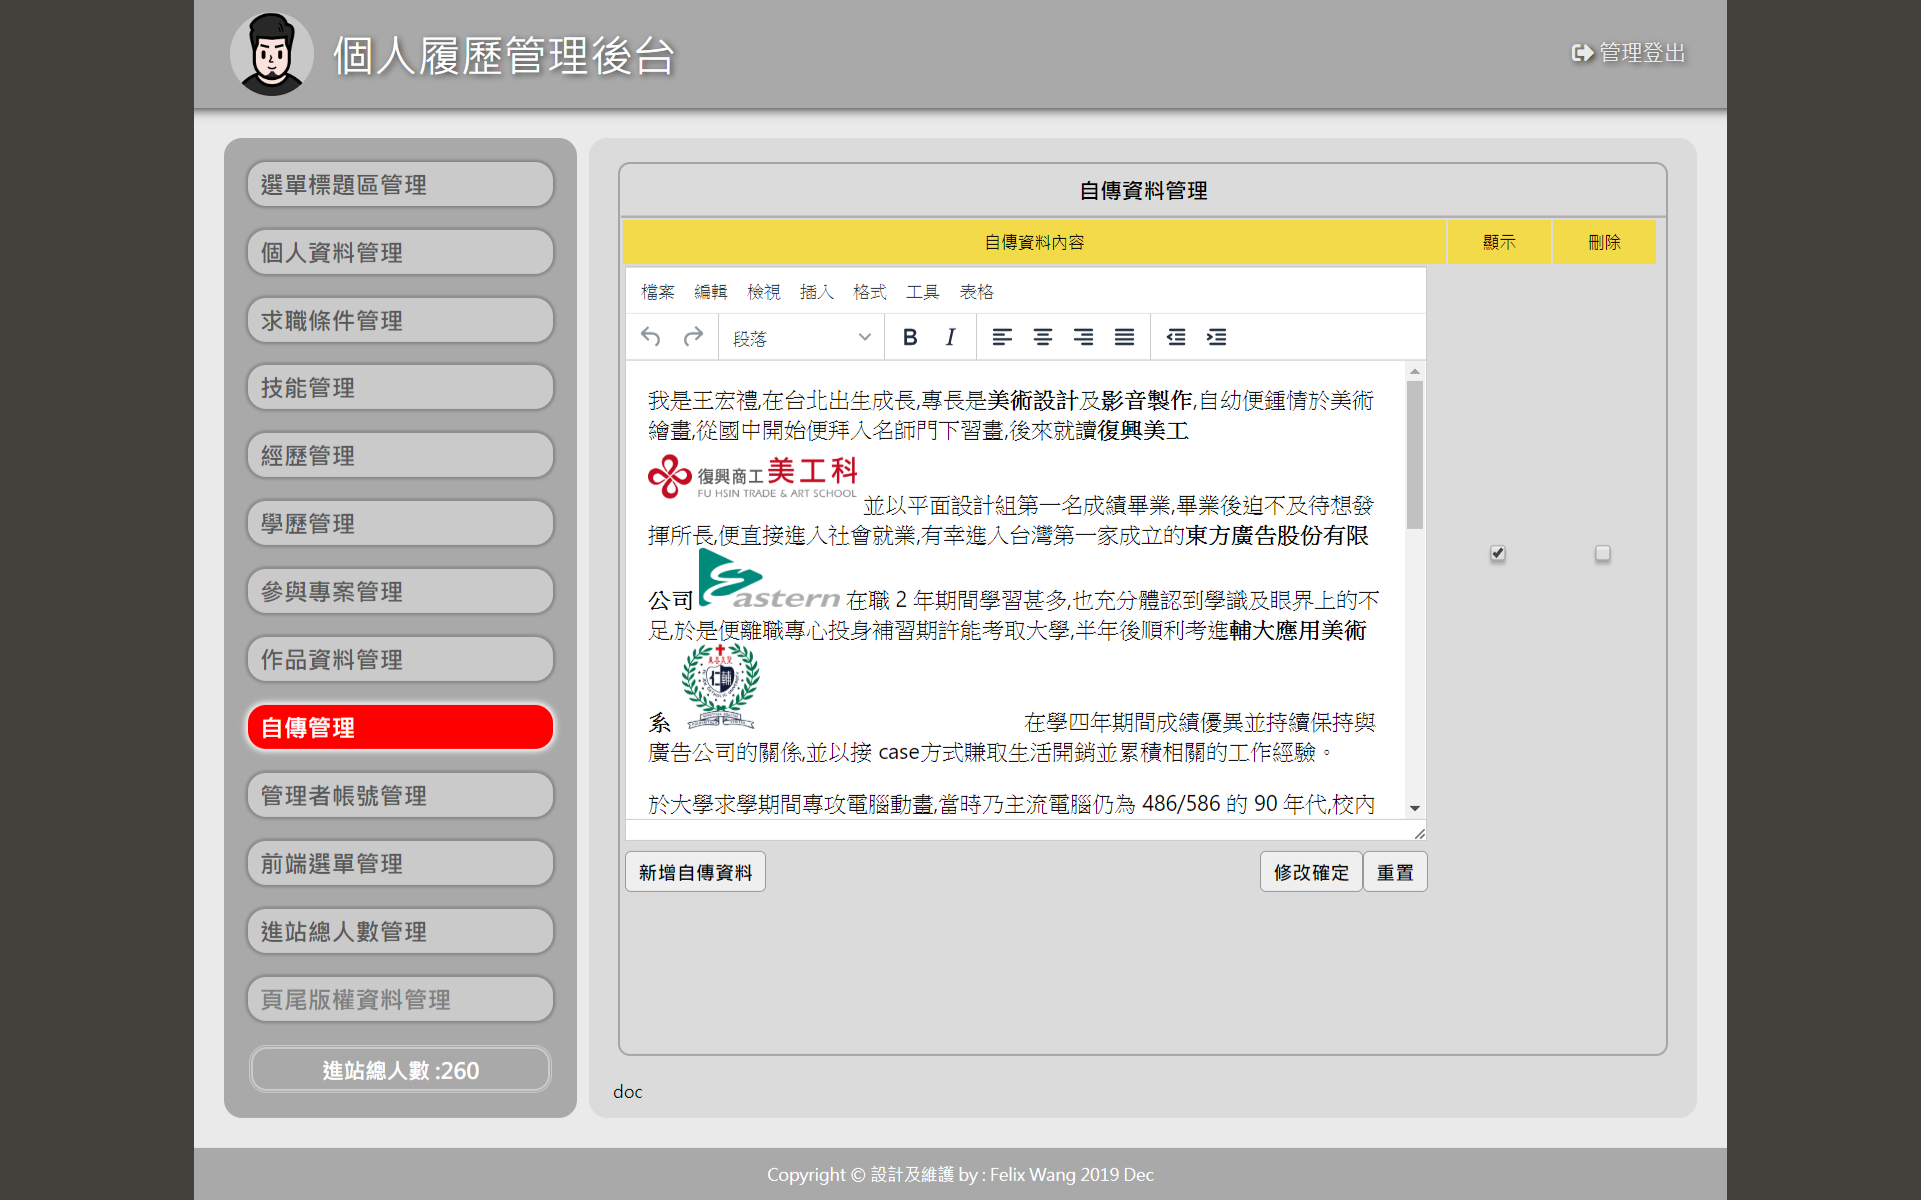 個人履歷管理後台
管理登出
選單標題區管理
個人資料管理
求職條件管理
技能管理
經歷管理
學歷管理
參與專案管理
作品資料管理
自傳管理
管理者帳號管理
前端選單管理
進站總人數管理
頁尾版權資料管理
進站總人數 :260
自傳資料管理
自傳資料內容 顯示 刪除
檔案 編輯 檢視 插入 格式 工具 表格
段落 B I
我是王宏禮,在台北出生成長,專長是美術設計及影音製作,自幼便鍾情於美術
繪畫,從國中開始便拜入名師門下習畫,後來就讀復興美工
復興商工美工科
FU HSIN TRADE & ART SCHOOL
並以平面設計組第一名成績畢業,畢業後迫不及待想發
揮所長,便直接進入社會就業,有幸進入台灣第一家成立的東方廣告股份有限
公司 Eastern 在職 2 年期間學習甚多,也充分體認到學識及眼界上的不
足,於是便離職專心投身補習期許能考取大學,半年後順利考進輔大應用美術
系 在學四年期間成績優異並持續保持與
廣告公司的關係,並以接 case方式賺取生活開銷並累積相關的工作經驗。
於大學求學期間專攻電腦動畫,當時乃主流電腦仍為 486/586 的 90 年代,校內
新增自傳資料 修改確定 重置
doc
Copyright © 設計及維護 by : Felix Wang 2019 Dec